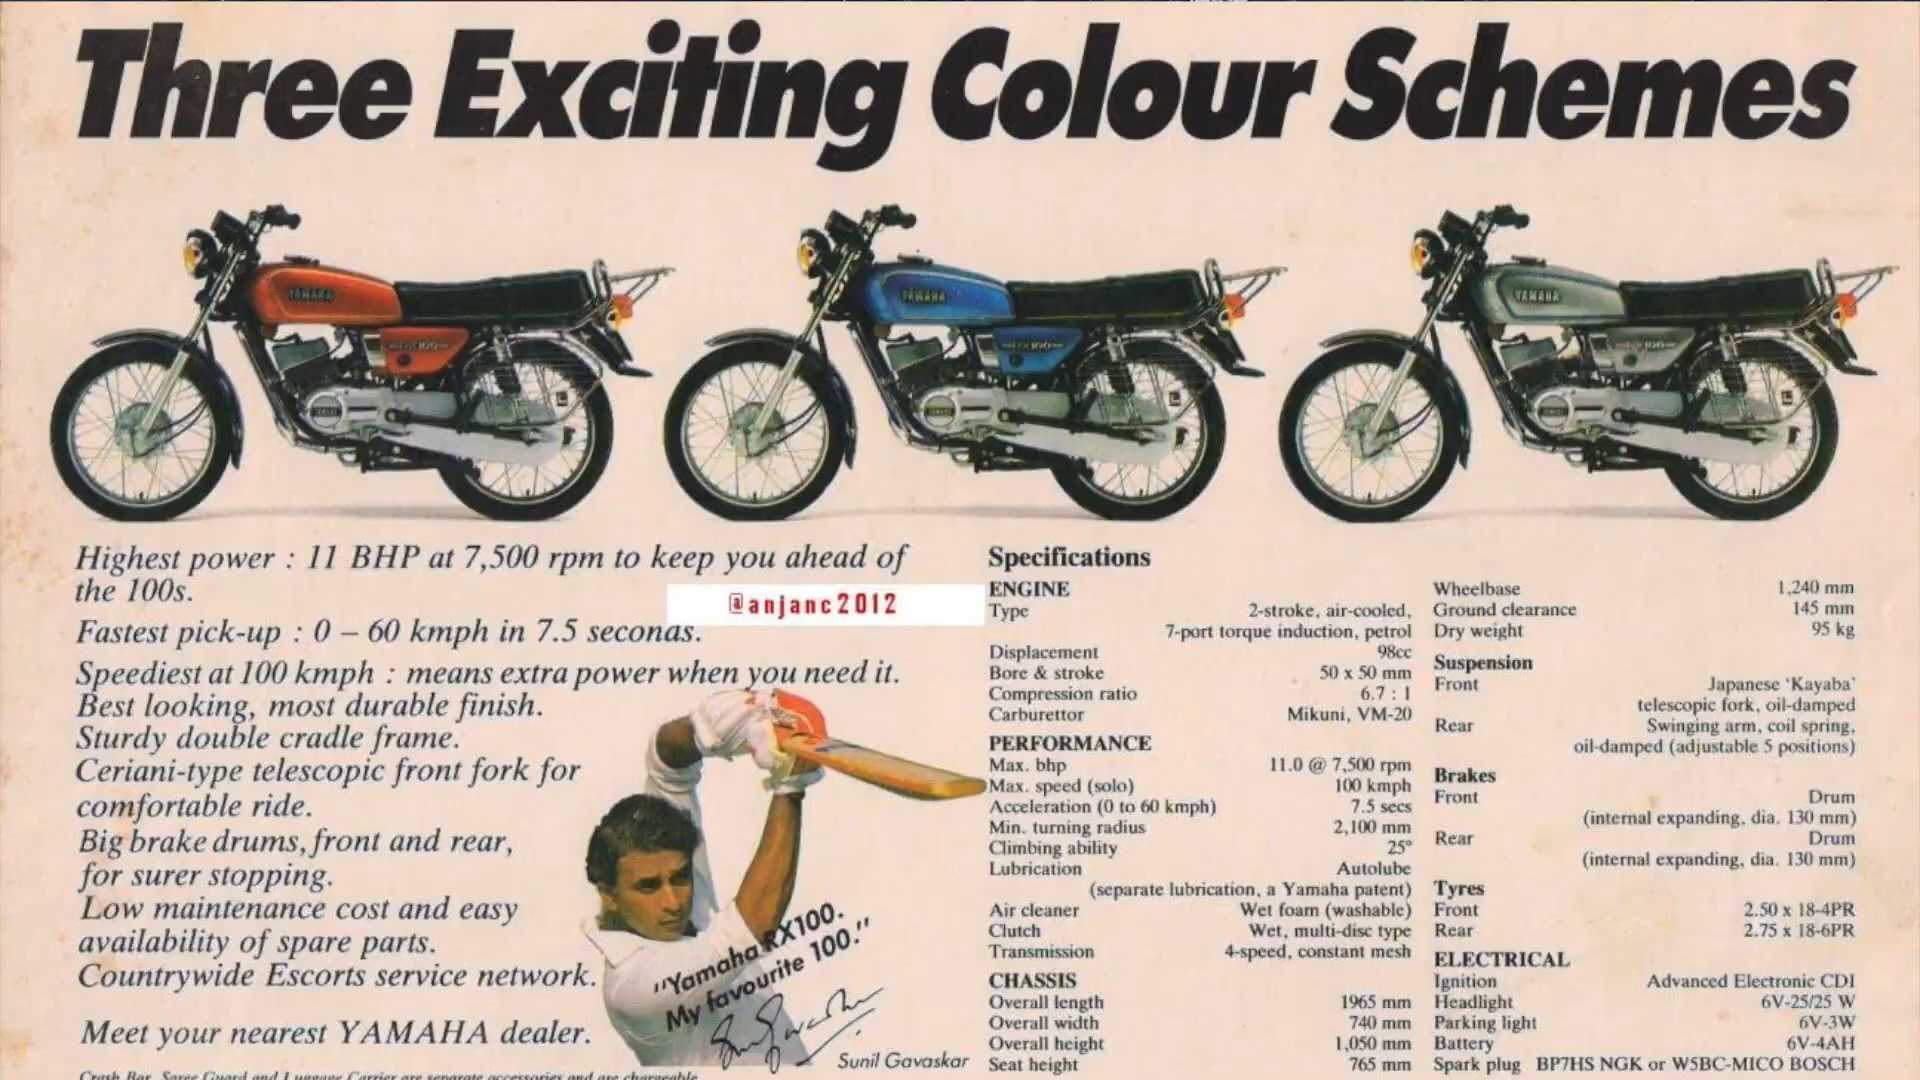 Three Exciting Colour Schemes
YAMAHA
YAMAHA
YAMAHA
Highest power : 11 BHP at 7,500 rpm to keep you ahead of
the 100s.
@anjanc2012
Fastest pick-up : 0 – 60 kmph in 7.5 seconds.
Speediest at 100 kmph : means extra power when you need it.
Best looking, most durable finish.
Sturdy double cradle frame.
Ceriani-type telescopic front fork for
comfortable ride.
Big brake drums, front and rear,
for surer stopping.
Low maintenance cost and easy
availability of spare parts.
Countrywide Escorts service network.
Meet your nearest YAMAHA dealer.
Crash Bar, Saree Guard and Luggage Carrier are separate accessories and are chargeable
"Yamaha RX100.
My favourite 100."
Sunil Gavaskar
Specifications
ENGINE
Type 2-stroke, air-cooled,
7-port torque induction, petrol
Displacement 98cc
Bore & stroke 50 x 50 mm
Compression ratio 6.7 : 1
Carburettor Mikuni, VM-20
PERFORMANCE
Max. bhp 11.0 @ 7,500 rpm
Max. speed (solo) 100 kmph
Acceleration (0 to 60 kmph) 7.5 secs
Min. turning radius 2,100 mm
Climbing ability 25°
Lubrication Autolube
(separate lubrication, a Yamaha patent)
Air cleaner Wet foam (washable)
Clutch Wet, multi-disc type
Transmission 4-speed, constant mesh
CHASSIS
Overall length 1965 mm
Overall width 740 mm
Overall height 1,050 mm
Seat height 765 mm
Wheelbase 1,240 mm
Ground clearance 145 mm
Dry weight 95 kg
Suspension
Front Japanese 'Kayaba'
telescopic fork, oil-damped
Rear Swinging arm, coil spring,
oil-damped (adjustable 5 positions)
Brakes
Front Drum
(internal expanding, dia. 130 mm)
Rear Drum
(internal expanding, dia. 130 mm)
Tyres
Front 2.50 x 18-4PR
Rear 2.75 x 18-6PR
ELECTRICAL
Ignition Advanced Electronic CDI
Headlight 6V-25/25 W
Parking light 6V-3W
Battery 6V-4AH
Spark plug BP7HS NGK or W5BC-MICO BOSCH